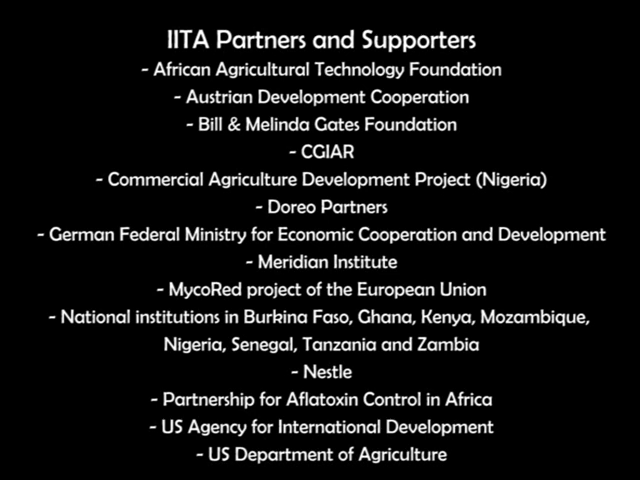 IITA Partners and Supporters
- African Agricultural Technology Foundation
- Austrian Development Cooperation
- Bill & Melinda Gates Foundation
- CGIAR
- Commercial Agriculture Development Project (Nigeria)
- Doreo Partners
- German Federal Ministry for Economic Cooperation and Development
- Meridian Institute
- MycoRed project of the European Union
- National institutions in Burkina Faso, Ghana, Kenya, Mozambique,
Nigeria, Senegal, Tanzania and Zambia
- Nestle
- Partnership for Aflatoxin Control in Africa
- US Agency for International Development
- US Department of Agriculture